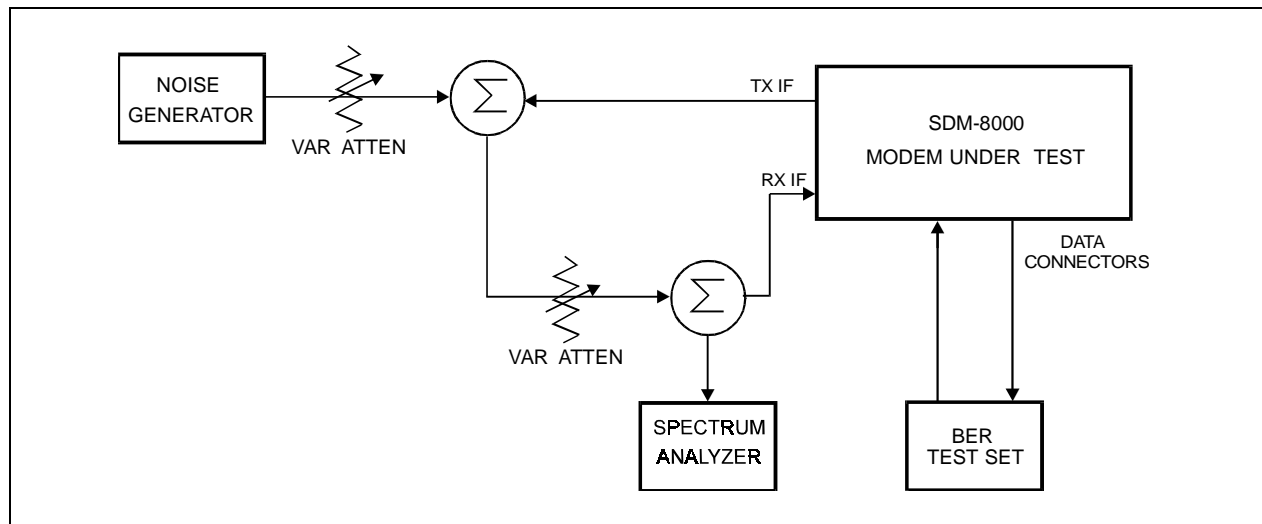 NOISE
GENERATOR
VAR ATTEN
Σ
TX IF
SDM-8000
MODEM UNDER TEST
RX IF
DATA
CONNECTORS
VAR ATTEN
Σ
SPECTRUM
ANALYZER
BER
TEST SET